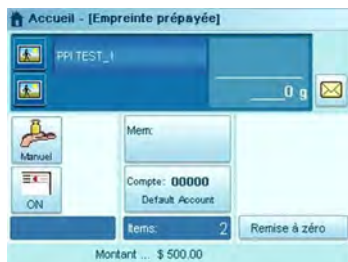 Accueil - [Empreinte prépayée]
PPI TEST_1
0 g
Manuel
Mem:
ON
Compte: 00000
Default Account
Items: 2
Remise à zéro
Montant ... $ 500.00